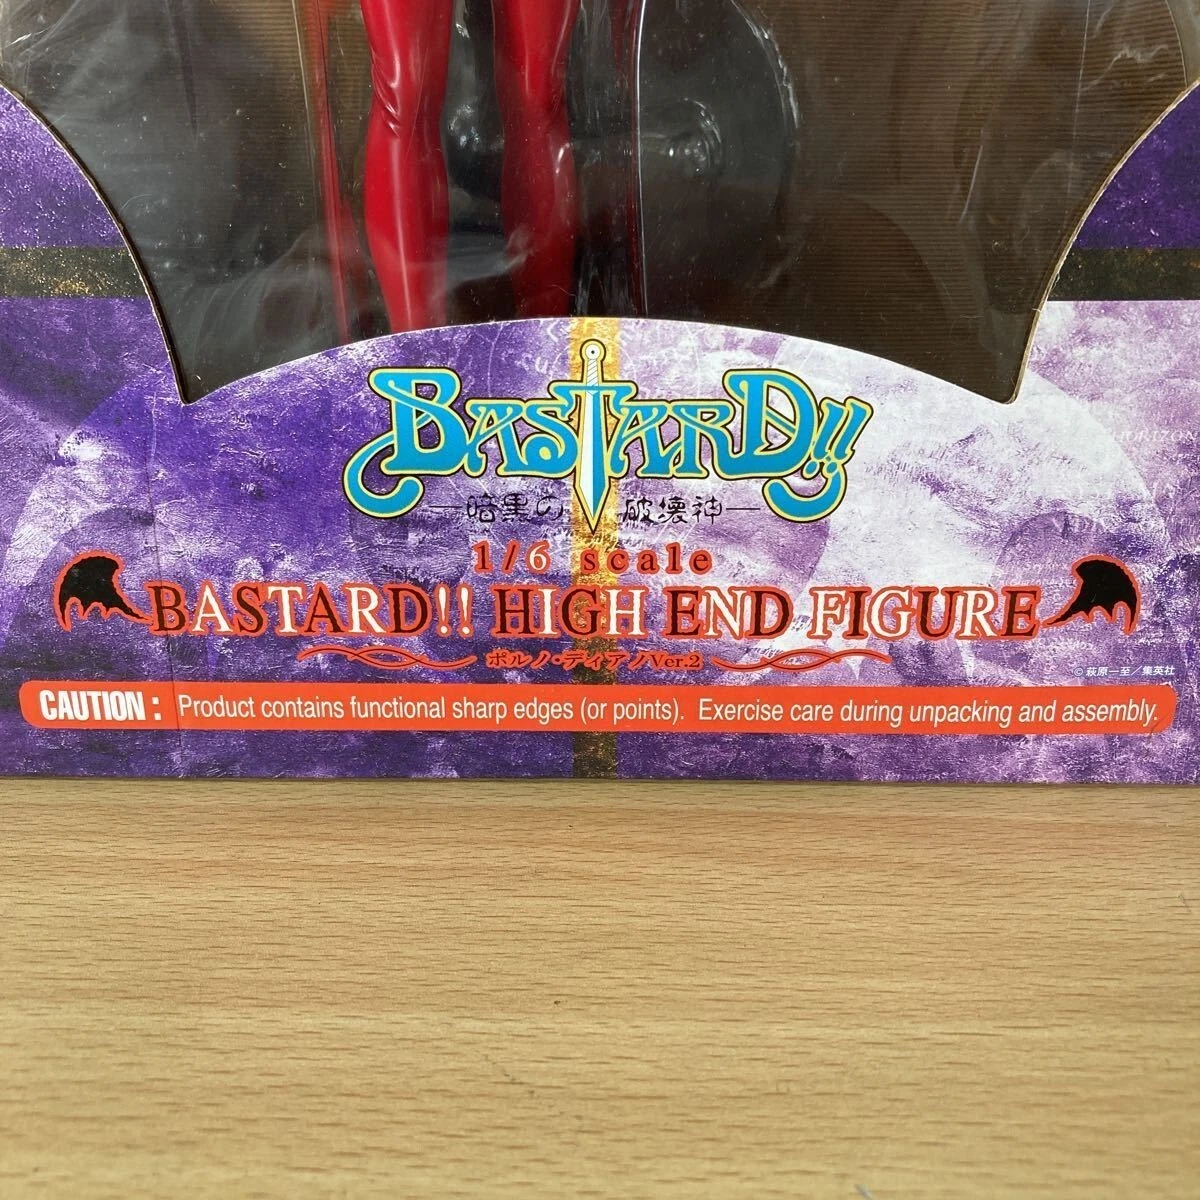 BASTARD!!
―暗黒の破壊神―
1/6 scale
BASTARD!! HIGH END FIGURE
ポルノ・ディアノVer.2
©萩原一至／集英社
CAUTION : Product contains functional sharp edges (or points). Exercise care during unpacking and assembly.